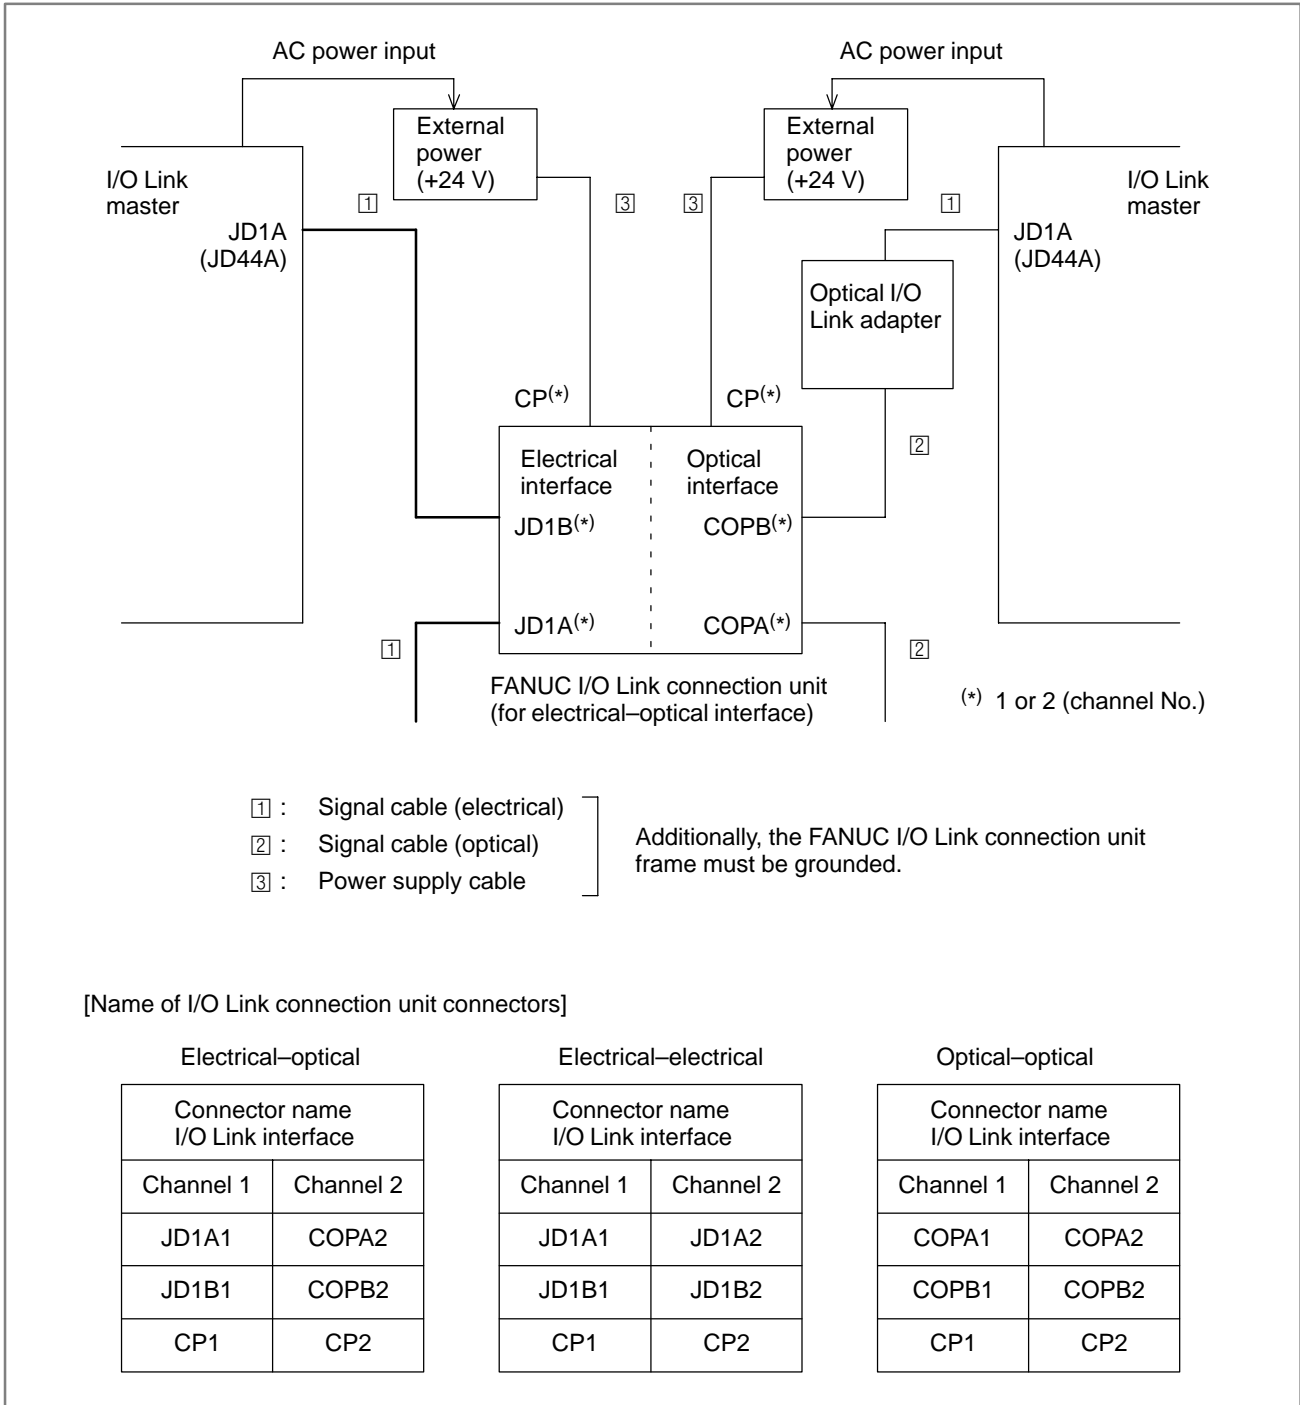 AC power input
AC power input
External
power
(+24 V)
External
power
(+24 V)
I/O Link
master
I/O Link
master
1
3
3
1
JD1A
(JD44A)
JD1A
(JD44A)
Optical I/O
Link adapter
CP(*)
CP(*)
2
Electrical
interface
Optical
interface
JD1B(*)
COPB(*)
JD1A(*)
COPA(*)
1
2
FANUC I/O Link connection unit
(for electrical–optical interface)
(*) 1 or 2 (channel No.)
1 : Signal cable (electrical)
2 : Signal cable (optical)
3 : Power supply cable
Additionally, the FANUC I/O Link connection unit
frame must be grounded.
[Name of I/O Link connection unit connectors]
Electrical–optical
Connector name
I/O Link interface
Channel 1 Channel 2
JD1A1 COPA2
JD1B1 COPB2
CP1 CP2
Electrical–electrical
Connector name
I/O Link interface
Channel 1 Channel 2
JD1A1 JD1A2
JD1B1 JD1B2
CP1 CP2
Optical–optical
Connector name
I/O Link interface
Channel 1 Channel 2
COPA1 COPA2
COPB1 COPB2
CP1 CP2